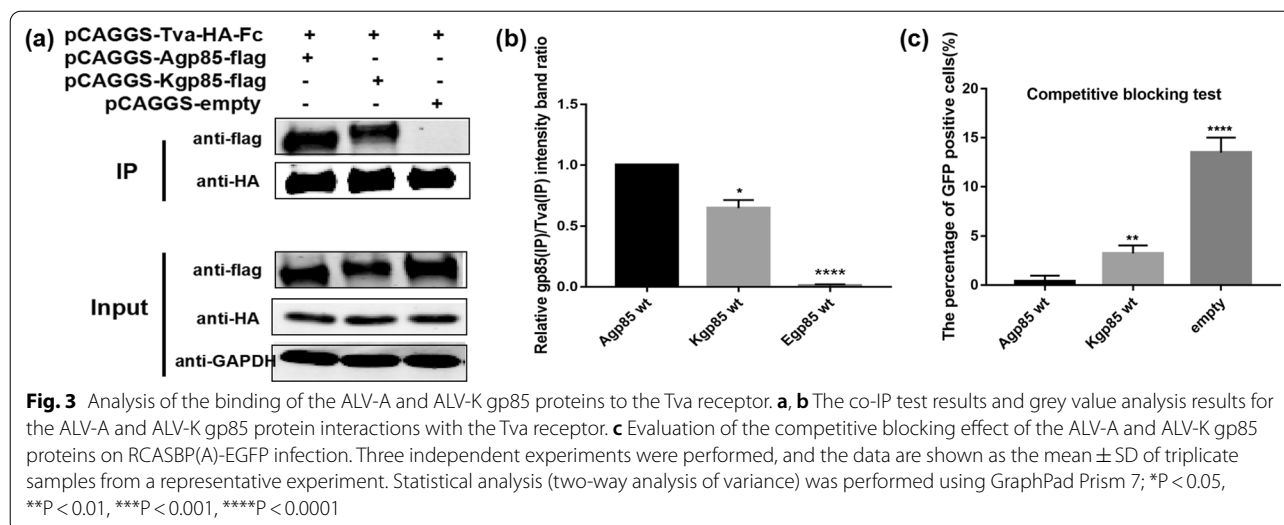 (a) pCAGGS-Tva-HA-Fc + + +
pCAGGS-Agp85-flag + - -
pCAGGS-Kgp85-flag - + -
pCAGGS-empty - - +
IP
anti-flag
anti-HA
Input
anti-flag
anti-HA
anti-GAPDH
(b)
Relative gp85(IP)/Tva(IP) intensity band ratio
1.5
1.0
0.5
0.0
*
****
Agp85 wt
Kgp85 wt
Egp85 wt
(c)
Competitive blocking test
The percentage of GFP positive cells(%)
20
15
10
5
0
**
****
Agp85 wt
Kgp85 wt
empty
Fig. 3 Analysis of the binding of the ALV-A and ALV-K gp85 proteins to the Tva receptor. a, b The co-IP test results and grey value analysis results for
the ALV-A and ALV-K gp85 protein interactions with the Tva receptor. c Evaluation of the competitive blocking effect of the ALV-A and ALV-K gp85
proteins on RCASBP(A)-EGFP infection. Three independent experiments were performed, and the data are shown as the mean ± SD of triplicate
samples from a representative experiment. Statistical analysis (two-way analysis of variance) was performed using GraphPad Prism 7; *P < 0.05,
**P < 0.01, ***P < 0.001, ****P < 0.0001